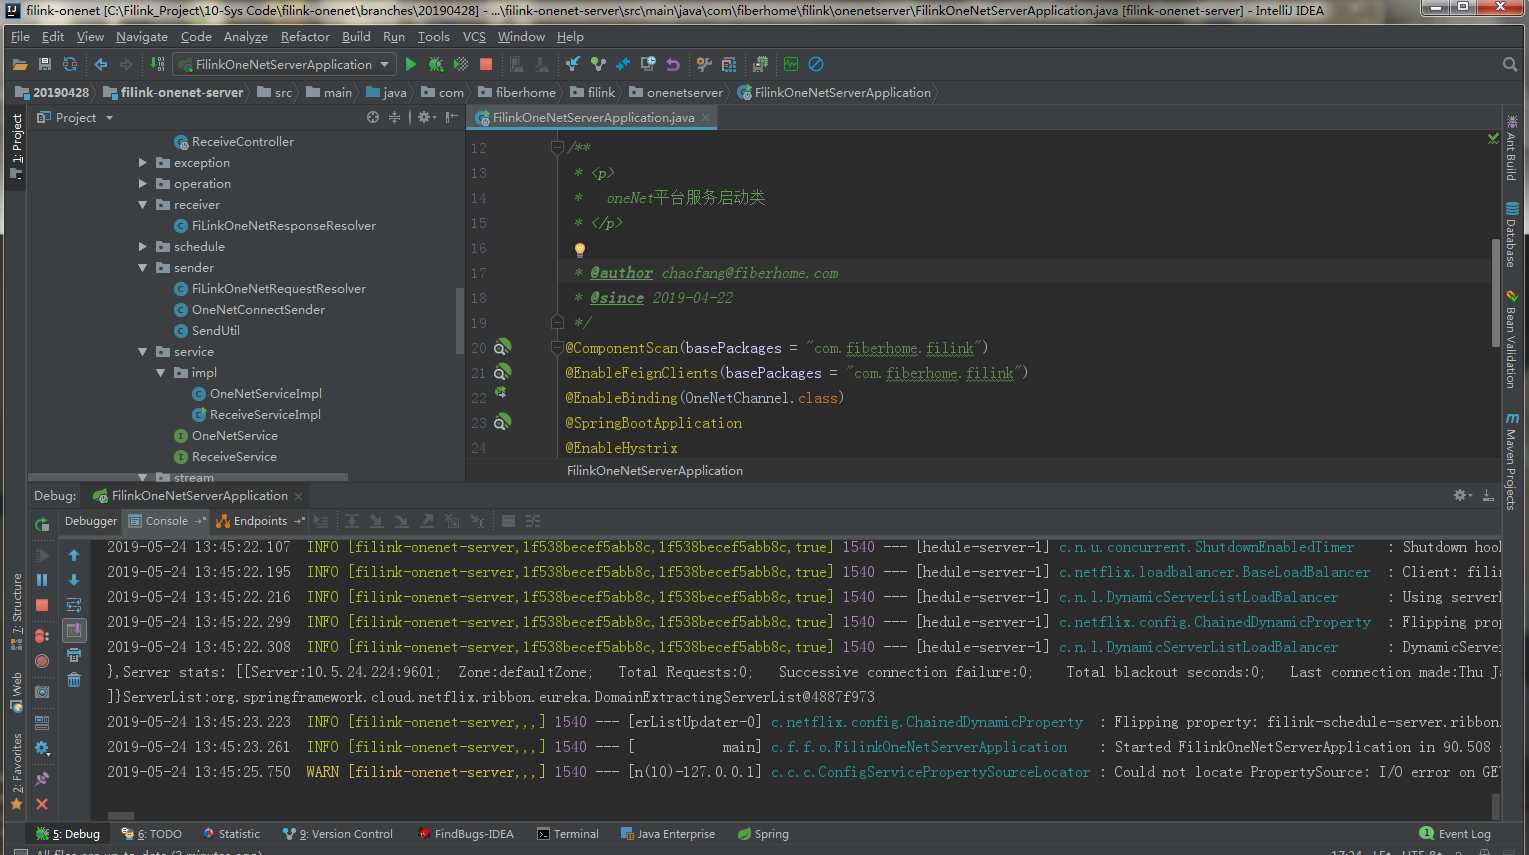 filink-onenet [C:\Filink_Project\10-Sys Code\filink-onenet\branches\20190428] - ...\filink-onenet-server\src\main\java\com\fiberhome\filink\onenetserver\FilinkOneNetServerApplication.java [filink-onenet-server] - IntelliJ IDEA
File Edit View Navigate Code Analyze Refactor Build Run Tools VCS Window Help
FilinkOneNetServerApplication
20190428 filink-onenet-server src main java com fiberhome filink onenetserver FilinkOneNetServerApplication
1: Project
Project
ReceiveController
exception
operation
receiver
FiLinkOneNetResponseResolver
schedule
sender
FiLinkOneNetRequestResolver
OneNetConnectSender
SendUtil
service
impl
OneNetServiceImpl
ReceiveServiceImpl
OneNetService
ReceiveService
stream
FilinkOneNetServerApplication.java
12 /**
13 * <p>
14 * oneNet平台服务启动类
15 * </p>
16
17 * @author chaofang@fiberhome.com
18 * @since 2019-04-22
19 */
20 @ComponentScan(basePackages = "com.fiberhome.filink")
21 @EnableFeignClients(basePackages = "com.fiberhome.filink")
22 @EnableBinding(OneNetChannel.class)
23 @SpringBootApplication
24 @EnableHystrix
FilinkOneNetServerApplication
Ant Build
Database
Bean Validation
Maven Projects
Debug: FilinkOneNetServerApplication
Debugger Console Endpoints
2019-05-24 13:45:22.107 INFO [filink-onenet-server,1f538becef5abb8c,1f538becef5abb8c,true] 1540 --- [hedule-server-1] c.n.u.concurrent.ShutdownEnabledTimer : Shutdown hoo
2019-05-24 13:45:22.195 INFO [filink-onenet-server,1f538becef5abb8c,1f538becef5abb8c,true] 1540 --- [hedule-server-1] c.netflix.loadbalancer.BaseLoadBalancer : Client: filin
2019-05-24 13:45:22.216 INFO [filink-onenet-server,1f538becef5abb8c,1f538becef5abb8c,true] 1540 --- [hedule-server-1] c.n.l.DynamicServerListLoadBalancer : Using server
2019-05-24 13:45:22.299 INFO [filink-onenet-server,1f538becef5abb8c,1f538becef5abb8c,true] 1540 --- [hedule-server-1] c.netflix.config.ChainedDynamicProperty : Flipping prop
2019-05-24 13:45:22.308 INFO [filink-onenet-server,1f538becef5abb8c,1f538becef5abb8c,true] 1540 --- [hedule-server-1] c.n.l.DynamicServerListLoadBalancer : DynamicServer
},Server stats: [[Server:10.5.24.224:9601; Zone:defaultZone; Total Requests:0; Successive connection failure:0; Total blackout seconds:0; Last connection made:Thu Ja
]}ServerList:org.springframework.cloud.netflix.ribbon.eureka.DomainExtractingServerList@4887f973
2019-05-24 13:45:23.223 INFO [filink-onenet-server,,,] 1540 --- [erListUpdater-0] c.netflix.config.ChainedDynamicProperty : Flipping property: filink-schedule-server.ribbon.
2019-05-24 13:45:23.261 INFO [filink-onenet-server,,,] 1540 --- [ main] c.f.f.o.FilinkOneNetServerApplication : Started FilinkOneNetServerApplication in 90.508 s
2019-05-24 13:45:25.750 WARN [filink-onenet-server,,,] 1540 --- [n(10)-127.0.0.1] c.c.c.ConfigServicePropertySourceLocator : Could not locate PropertySource: I/O error on GE
7: Structure
Web
2: Favorites
5: Debug 6: TODO Statistic 9: Version Control FindBugs-IDEA Terminal Java Enterprise Spring 1 Event Log